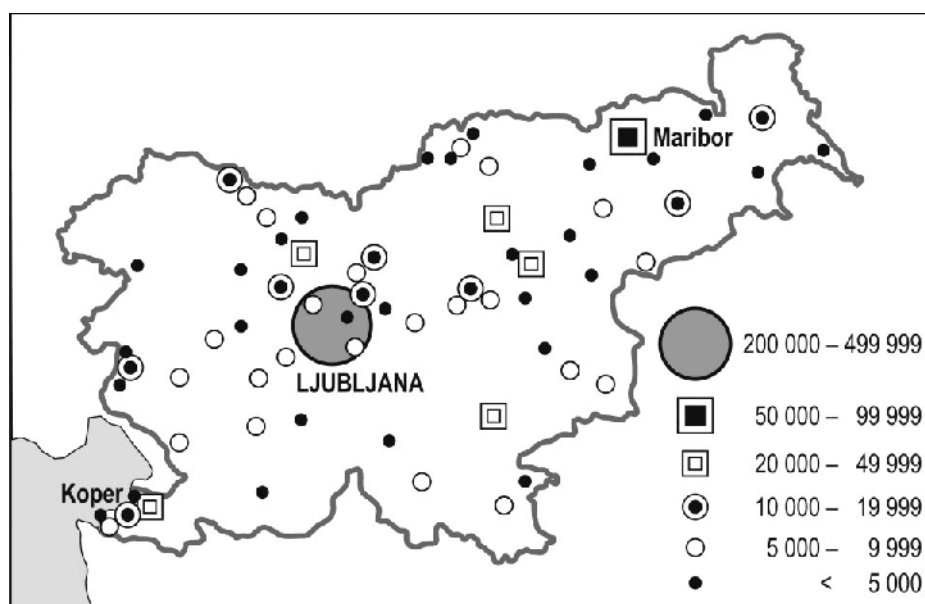 Maribor
LJUBLJANA
Koper
200 000 – 499 999
50 000 – 99 999
20 000 – 49 999
10 000 – 19 999
5 000 – 9 999
< 5 000